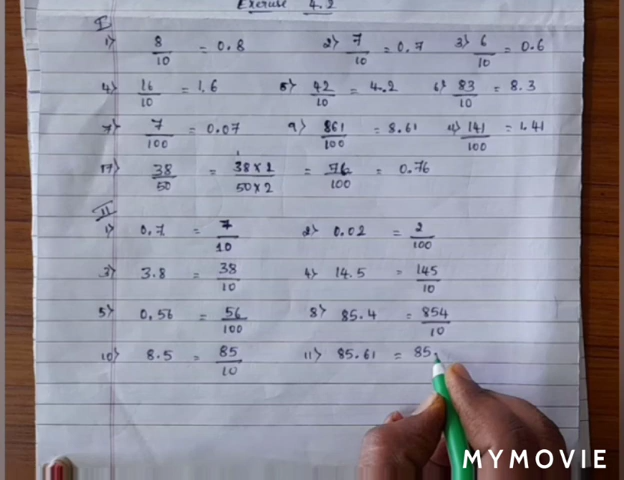 Exercise 4.2
I
1) 8/10 = 0.8 2) 7/10 = 0.7 3) 6/10 = 0.6
4) 16/10 = 1.6 5) 42/10 = 4.2 6) 83/10 = 8.3
7) 7/100 = 0.07 9) 861/100 = 8.61 11) 141/100 = 1.41
17) 38/50 = 38×2/50×2 = 76/100 = 0.76
II
1) 0.7 = 7/10 2) 0.02 = 2/100
3) 3.8 = 38/10 4) 14.5 = 145/10
5) 0.56 = 56/100 8) 85.4 = 854/10
10) 8.5 = 85/10 11) 85.61 = 85
MYMOVIE